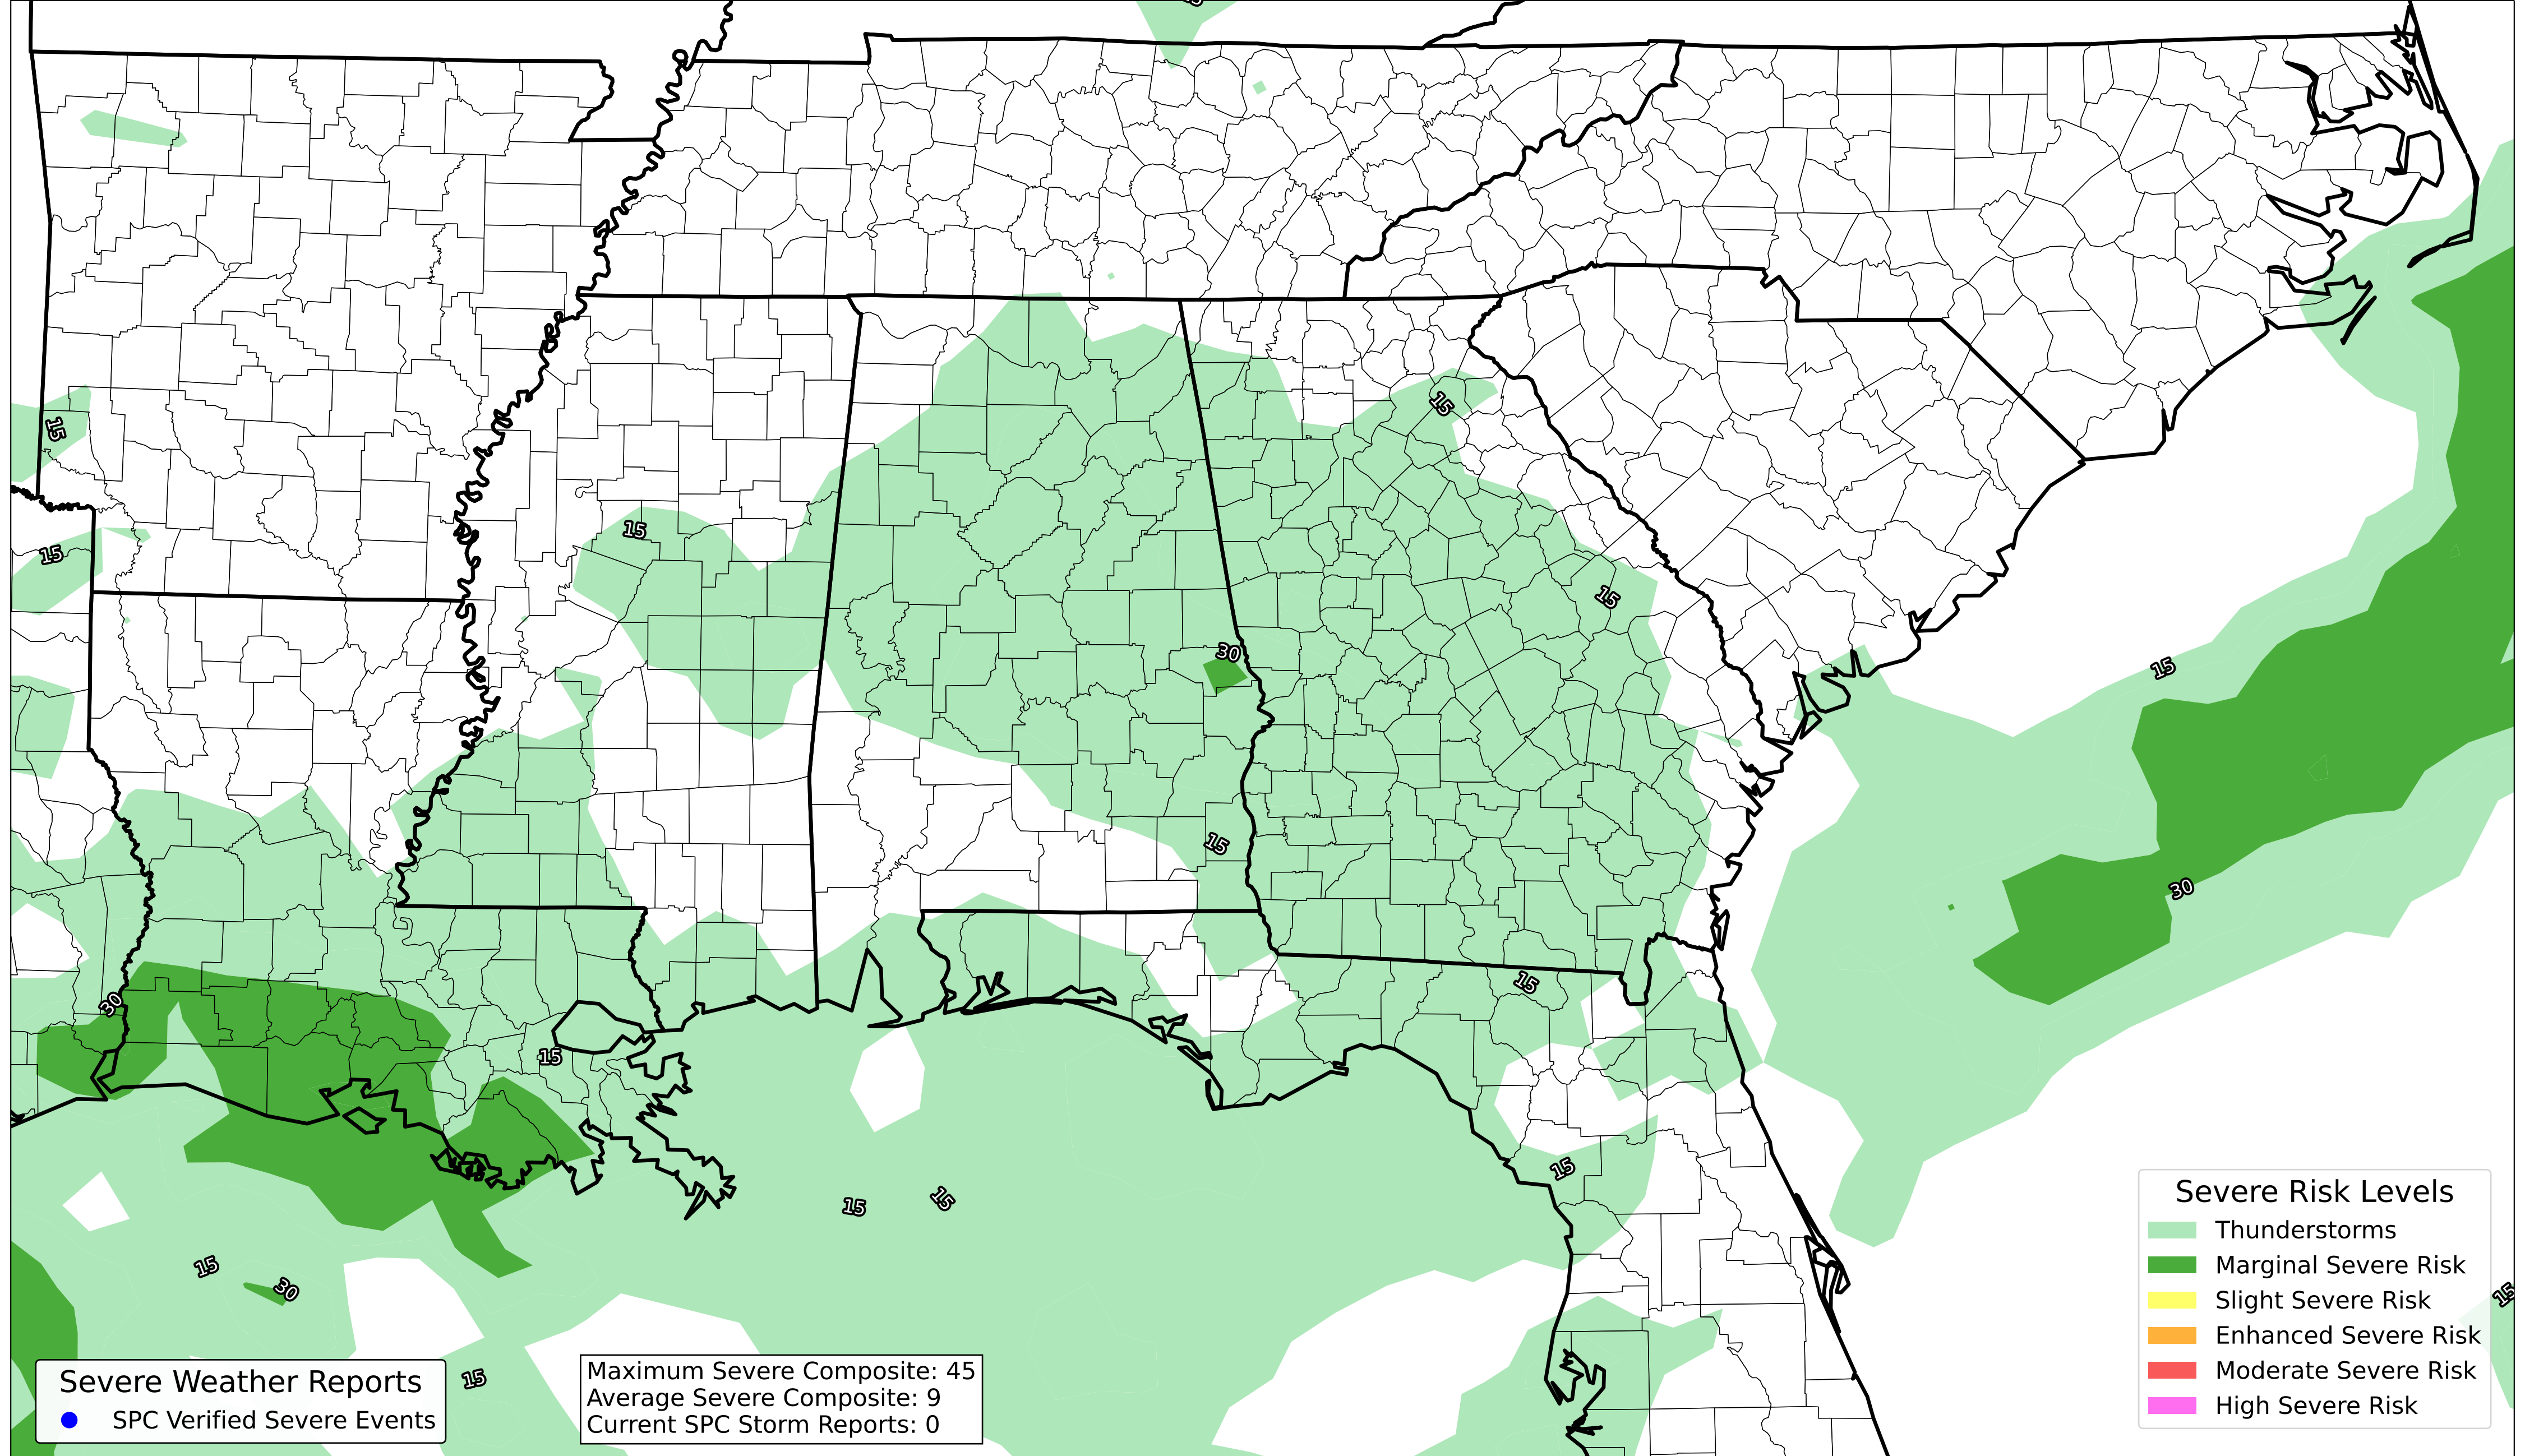 15
15
15
15
30
15
15
15
30
15
30
15
15
15
15
15
15
30
15
Severe Risk Levels
Thunderstorms
Marginal Severe Risk
Slight Severe Risk
Enhanced Severe Risk
Moderate Severe Risk
High Severe Risk
Severe Weather Reports
SPC Verified Severe Events
15
Maximum Severe Composite: 45
Average Severe Composite: 9
Current SPC Storm Reports: 0